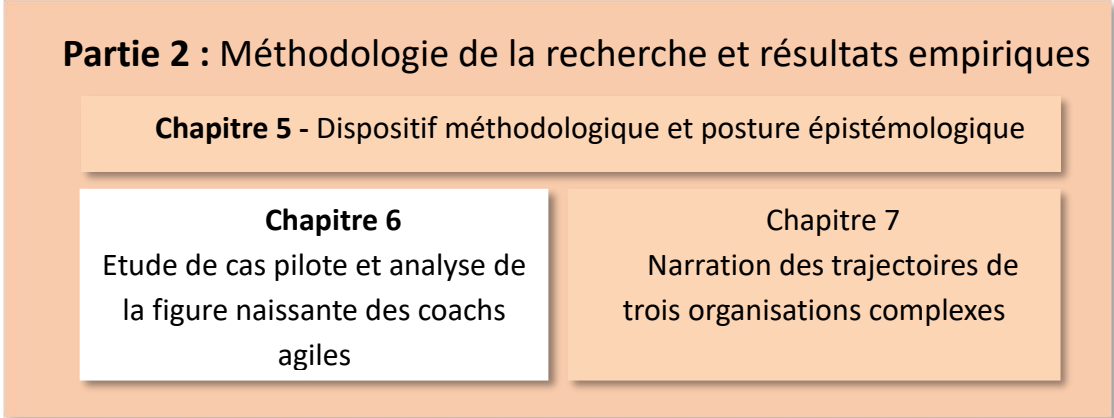 Partie 2 : Méthodologie de la recherche et résultats empiriques
Chapitre 5 - Dispositif méthodologique et posture épistémologique
Chapitre 6
Etude de cas pilote et analyse de
la figure naissante des coachs
agiles
Chapitre 7
Narration des trajectoires de
trois organisations complexes